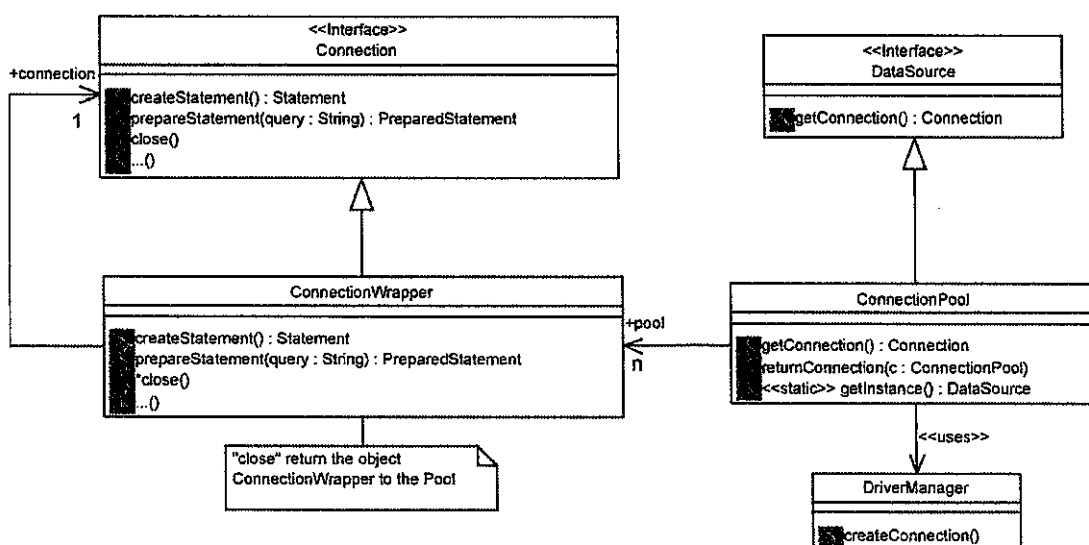 <<Interface>>
Connection
+connection
1
createStatement() : Statement
prepareStatement(query : String) : PreparedStatement
close()
...()
<<Interface>>
DataSource
getConnection() : Connection
ConnectionWrapper
createStatement() : Statement
prepareStatement(query : String) : PreparedStatement
*close()
...()
+pool
n
ConnectionPool
getConnection() : Connection
returnConnection(c : ConnectionPool)
<<static>> getInstance() : DataSource
"close" return the object
ConnectionWrapper to the Pool
<<uses>>
DriverManager
createConnection()